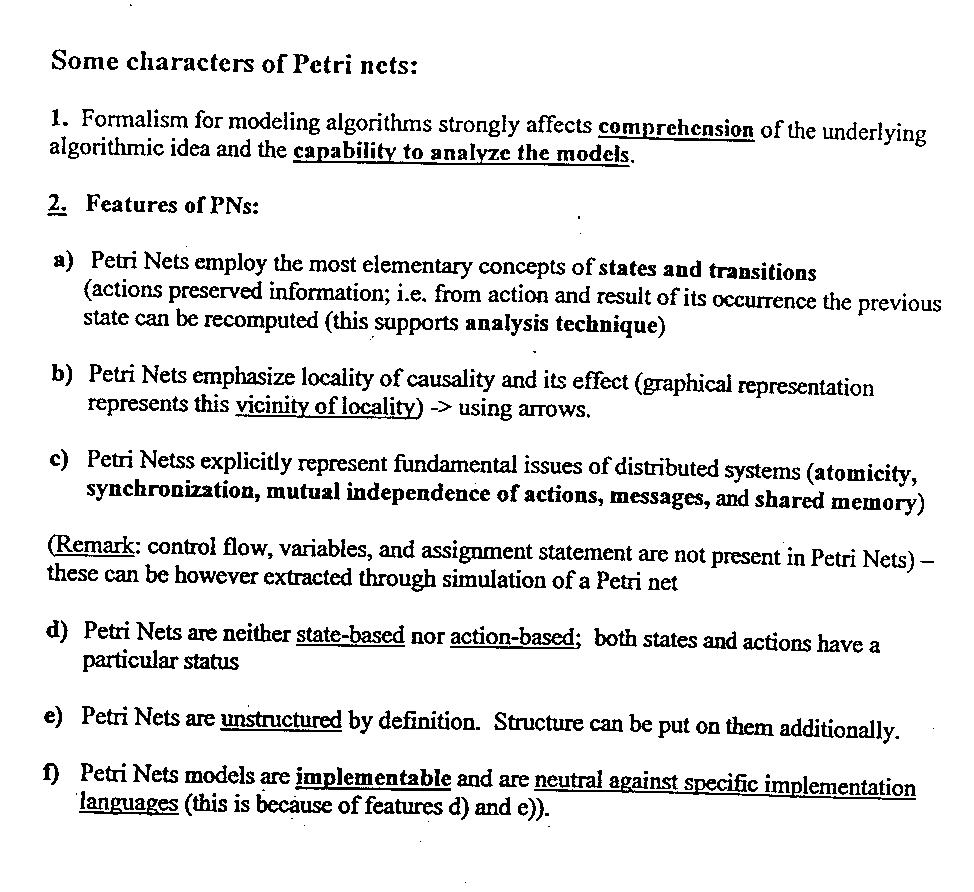 Some characters of Petri nets:
1. Formalism for modeling algorithms strongly affects comprehension of the underlying
algorithmic idea and the capability to analyze the models.
2. Features of PNs:
a) Petri Nets employ the most elementary concepts of states and transitions
(actions preserved information; i.e. from action and result of its occurrence the previous
state can be recomputed (this supports analysis technique)
b) Petri Nets emphasize locality of causality and its effect (graphical representation
represents this vicinity of locality) -> using arrows.
c) Petri Netss explicitly represent fundamental issues of distributed systems (atomicity,
synchronization, mutual independence of actions, messages, and shared memory)
(Remark: control flow, variables, and assignment statement are not present in Petri Nets) –
these can be however extracted through simulation of a Petri net
d) Petri Nets are neither state-based nor action-based; both states and actions have a
particular status
e) Petri Nets are unstructured by definition. Structure can be put on them additionally.
f) Petri Nets models are implementable and are neutral against specific implementation
languages (this is because of features d) and e)).